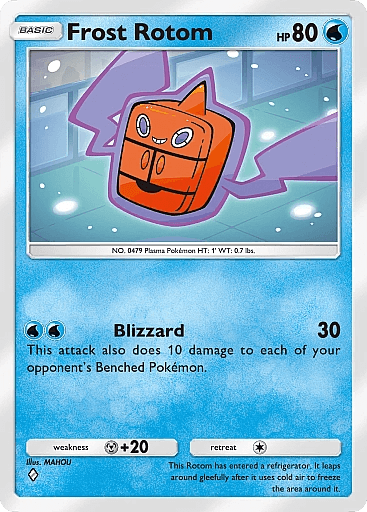 BASIC Frost Rotom HP 80
NO. 0479 Plasma Pokémon HT: 1' WT: 0.7 lbs.
Blizzard 30
This attack also does 10 damage to each of your
opponent's Benched Pokémon.
weakness +20 retreat
Illus. MAHOU
This Rotom has entered a refrigerator. It leaps
around gleefully after it uses cold air to freeze
the area around it.